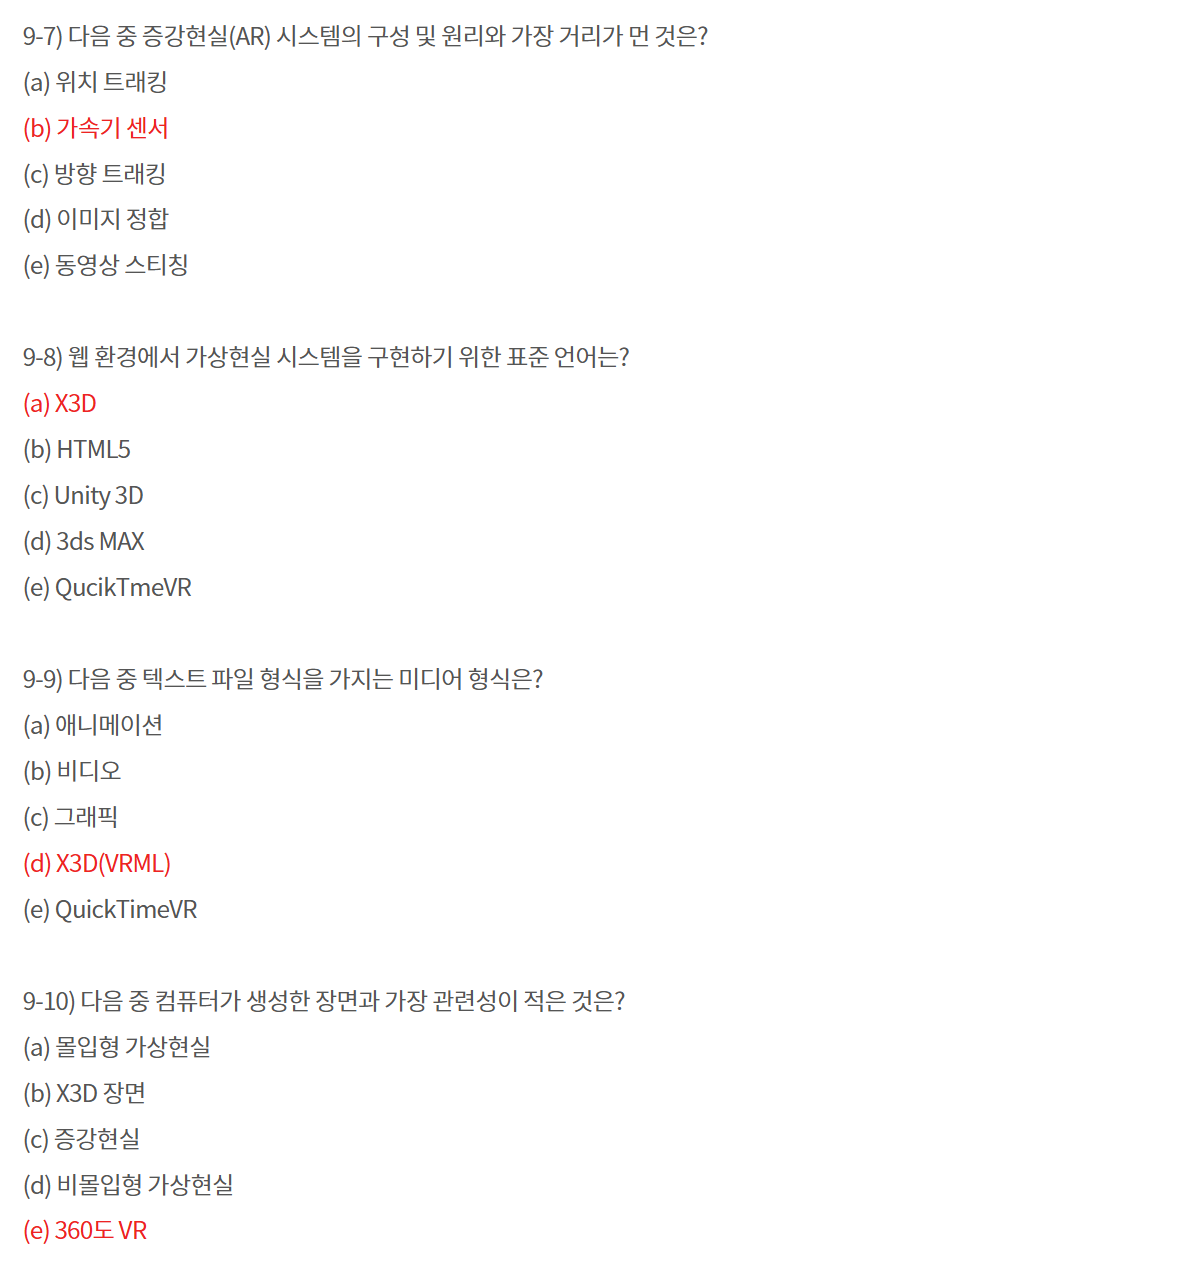 9-7) 다음 중 증강현실(AR) 시스템의 구성 및 원리와 가장 거리가 먼 것은?
(a) 위치 트래킹
(b) 가속기 센서
(c) 방향 트래킹
(d) 이미지 정합
(e) 동영상 스티칭
9-8) 웹 환경에서 가상현실 시스템을 구현하기 위한 표준 언어는?
(a) X3D
(b) HTML5
(c) Unity 3D
(d) 3ds MAX
(e) QucikTmeVR
9-9) 다음 중 텍스트 파일 형식을 가지는 미디어 형식은?
(a) 애니메이션
(b) 비디오
(c) 그래픽
(d) X3D(VRML)
(e) QuickTimeVR
9-10) 다음 중 컴퓨터가 생성한 장면과 가장 관련성이 적은 것은?
(a) 몰입형 가상현실
(b) X3D 장면
(c) 증강현실
(d) 비몰입형 가상현실
(e) 360도 VR